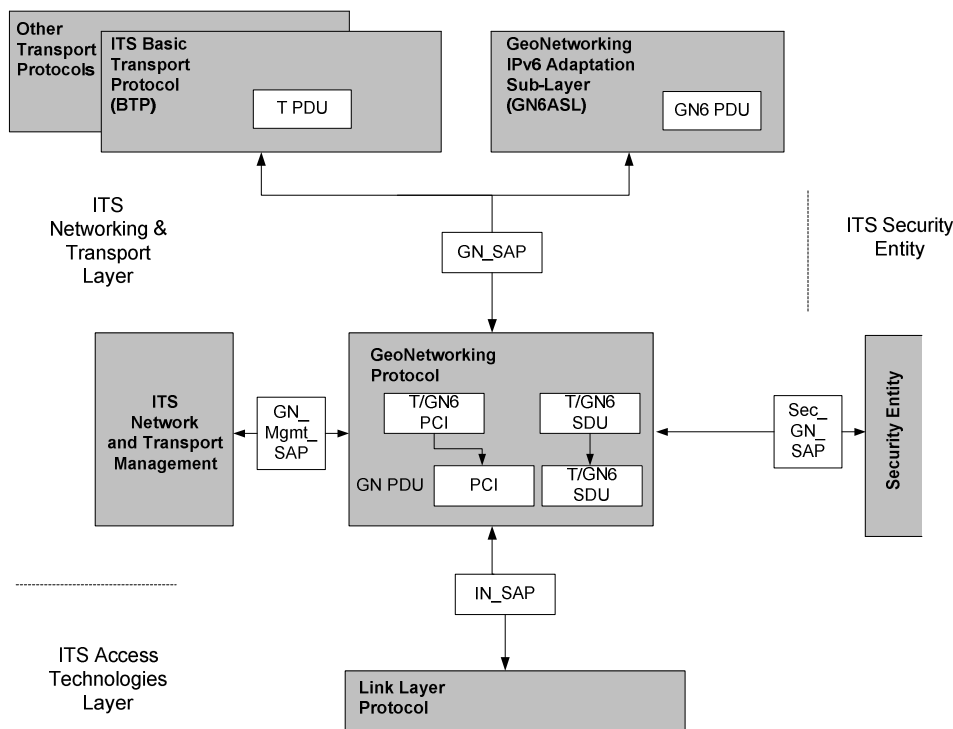 Other
Transport
Protocols
ITS Basic
Transport
Protocol
(BTP)
T PDU
GeoNetworking
IPv6 Adaptation
Sub-Layer
(GN6ASL)
GN6 PDU
ITS
Networking &
Transport
Layer
GN_SAP
ITS Security
Entity
ITS
Network
and Transport
Management
GN_
Mgmt_
SAP
GeoNetworking
Protocol
T/GN6
PCI
T/GN6
SDU
GN PDU
PCI
T/GN6
SDU
Sec_
GN_
SAP
Security Entity
IN_SAP
ITS Access
Technologies
Layer
Link Layer
Protocol